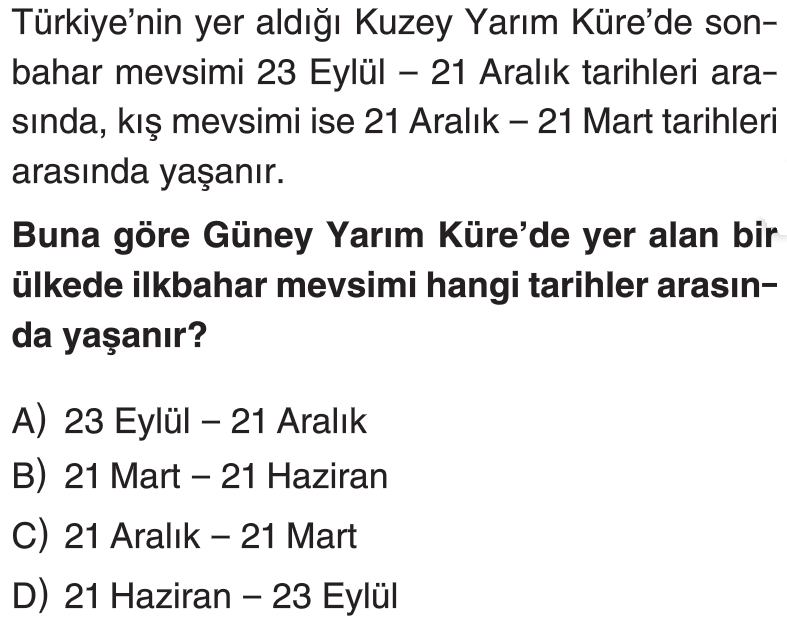 Türkiye’nin yer aldığı Kuzey Yarım Küre’de son-
bahar mevsimi 23 Eylül – 21 Aralık tarihleri ara-
sında, kış mevsimi ise 21 Aralık – 21 Mart tarihleri
arasında yaşanır.
Buna göre Güney Yarım Küre’de yer alan bir
ülkede ilkbahar mevsimi hangi tarihler arasın-
da yaşanır?
A) 23 Eylül – 21 Aralık
B) 21 Mart – 21 Haziran
C) 21 Aralık – 21 Mart
D) 21 Haziran – 23 Eylül